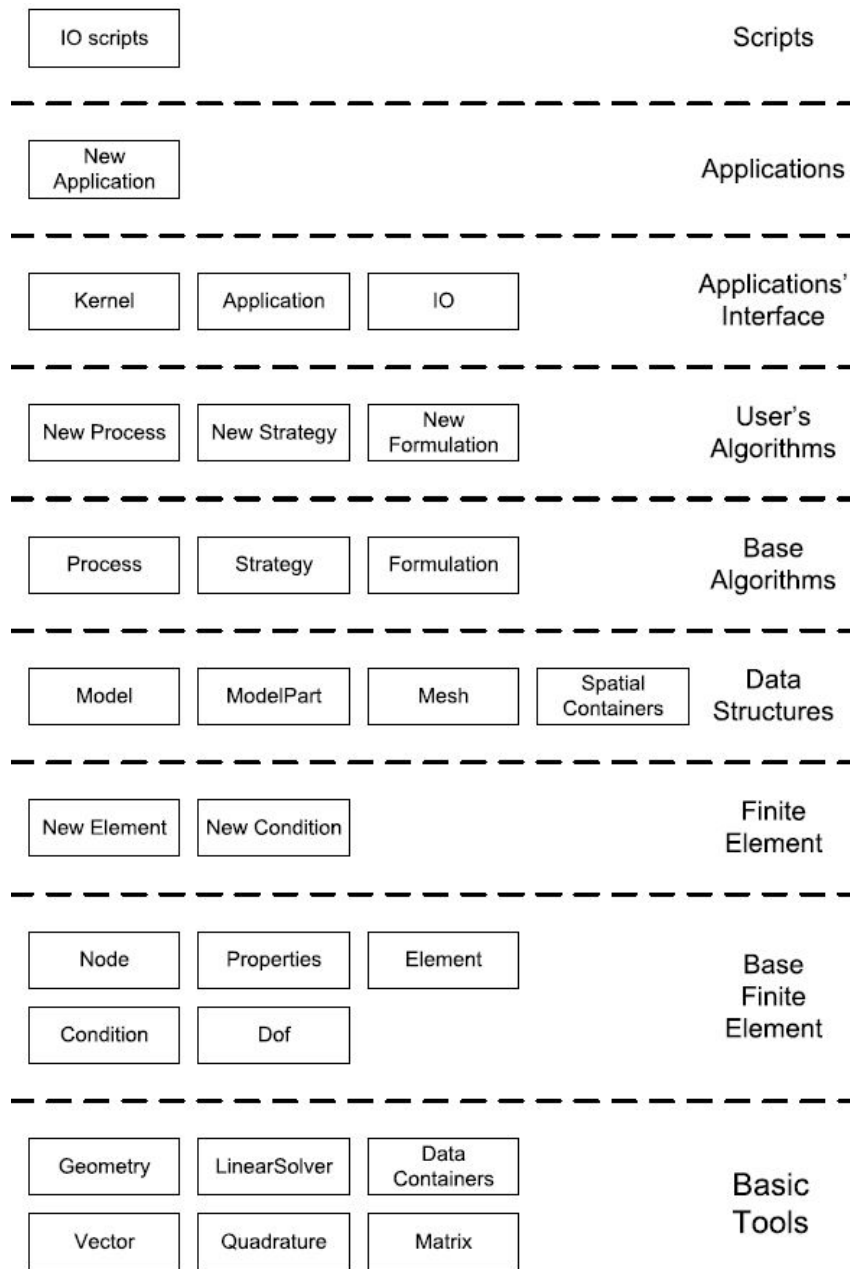 IO scripts
Scripts
New
Application
Applications
Kernel
Application
IO
Applications'
Interface
New Process
New Strategy
New
Formulation
User's
Algorithms
Process
Strategy
Formulation
Base
Algorithms
Model
ModelPart
Mesh
Spatial
Containers
Data
Structures
New Element
New Condition
Finite
Element
Node
Properties
Element
Condition
Dof
Base
Finite
Element
Geometry
LinearSolver
Data
Containers
Vector
Quadrature
Matrix
Basic
Tools